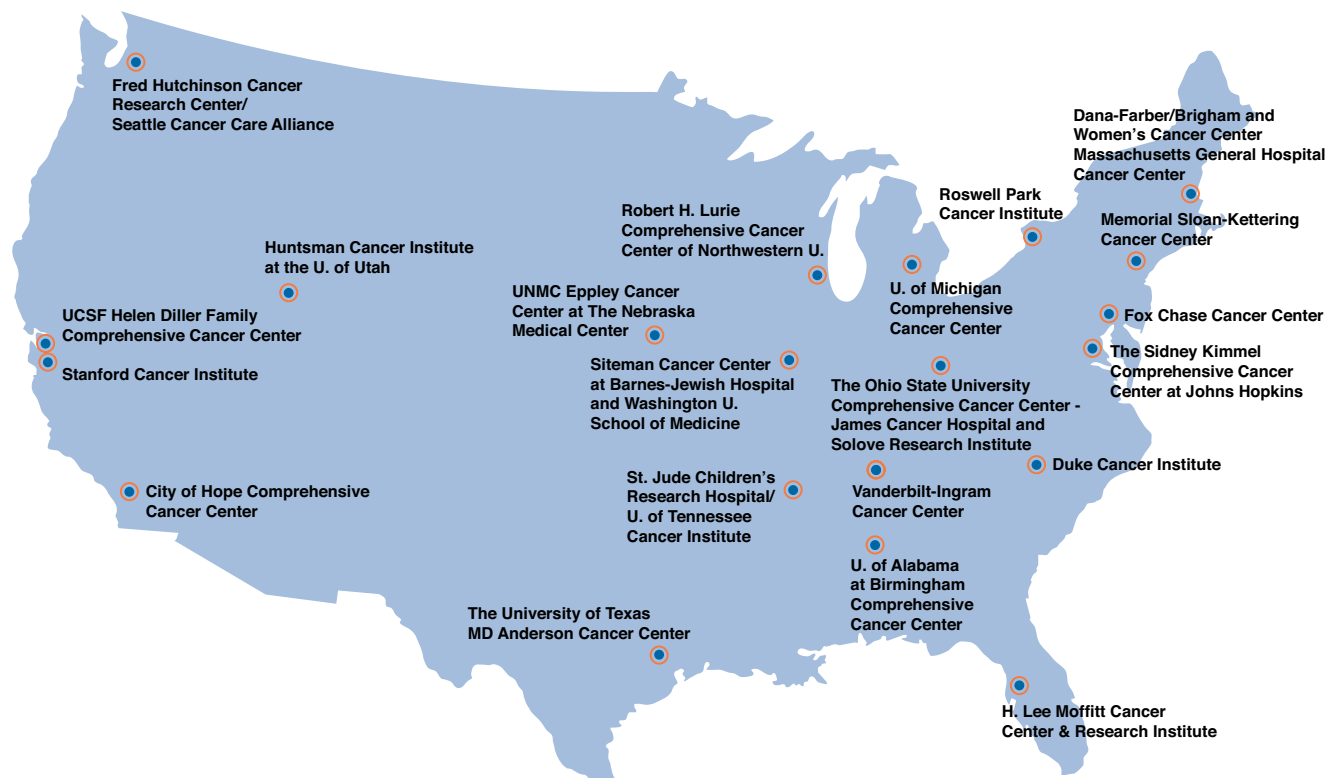 Fred Hutchinson Cancer
Research Center/
Seattle Cancer Care Alliance
Dana-Farber/Brigham and
Women's Cancer Center
Massachusetts General Hospital
Cancer Center
Roswell Park
Cancer Institute
Robert H. Lurie
Comprehensive Cancer
Center of Northwestern U.
Memorial Sloan-Kettering
Cancer Center
Huntsman Cancer Institute
at the U. of Utah
UNMC Eppley Cancer
Center at The Nebraska
Medical Center
U. of Michigan
Comprehensive
Cancer Center
UCSF Helen Diller Family
Comprehensive Cancer Center
Fox Chase Cancer Center
Stanford Cancer Institute
Siteman Cancer Center
at Barnes-Jewish Hospital
and Washington U.
School of Medicine
The Sidney Kimmel
Comprehensive Cancer
Center at Johns Hopkins
The Ohio State University
Comprehensive Cancer Center -
James Cancer Hospital and
Solove Research Institute
Duke Cancer Institute
City of Hope Comprehensive
Cancer Center
St. Jude Children's
Research Hospital/
U. of Tennessee
Cancer Institute
Vanderbilt-Ingram
Cancer Center
U. of Alabama
at Birmingham
Comprehensive
Cancer Center
The University of Texas
MD Anderson Cancer Center
H. Lee Moffitt Cancer
Center & Research Institute